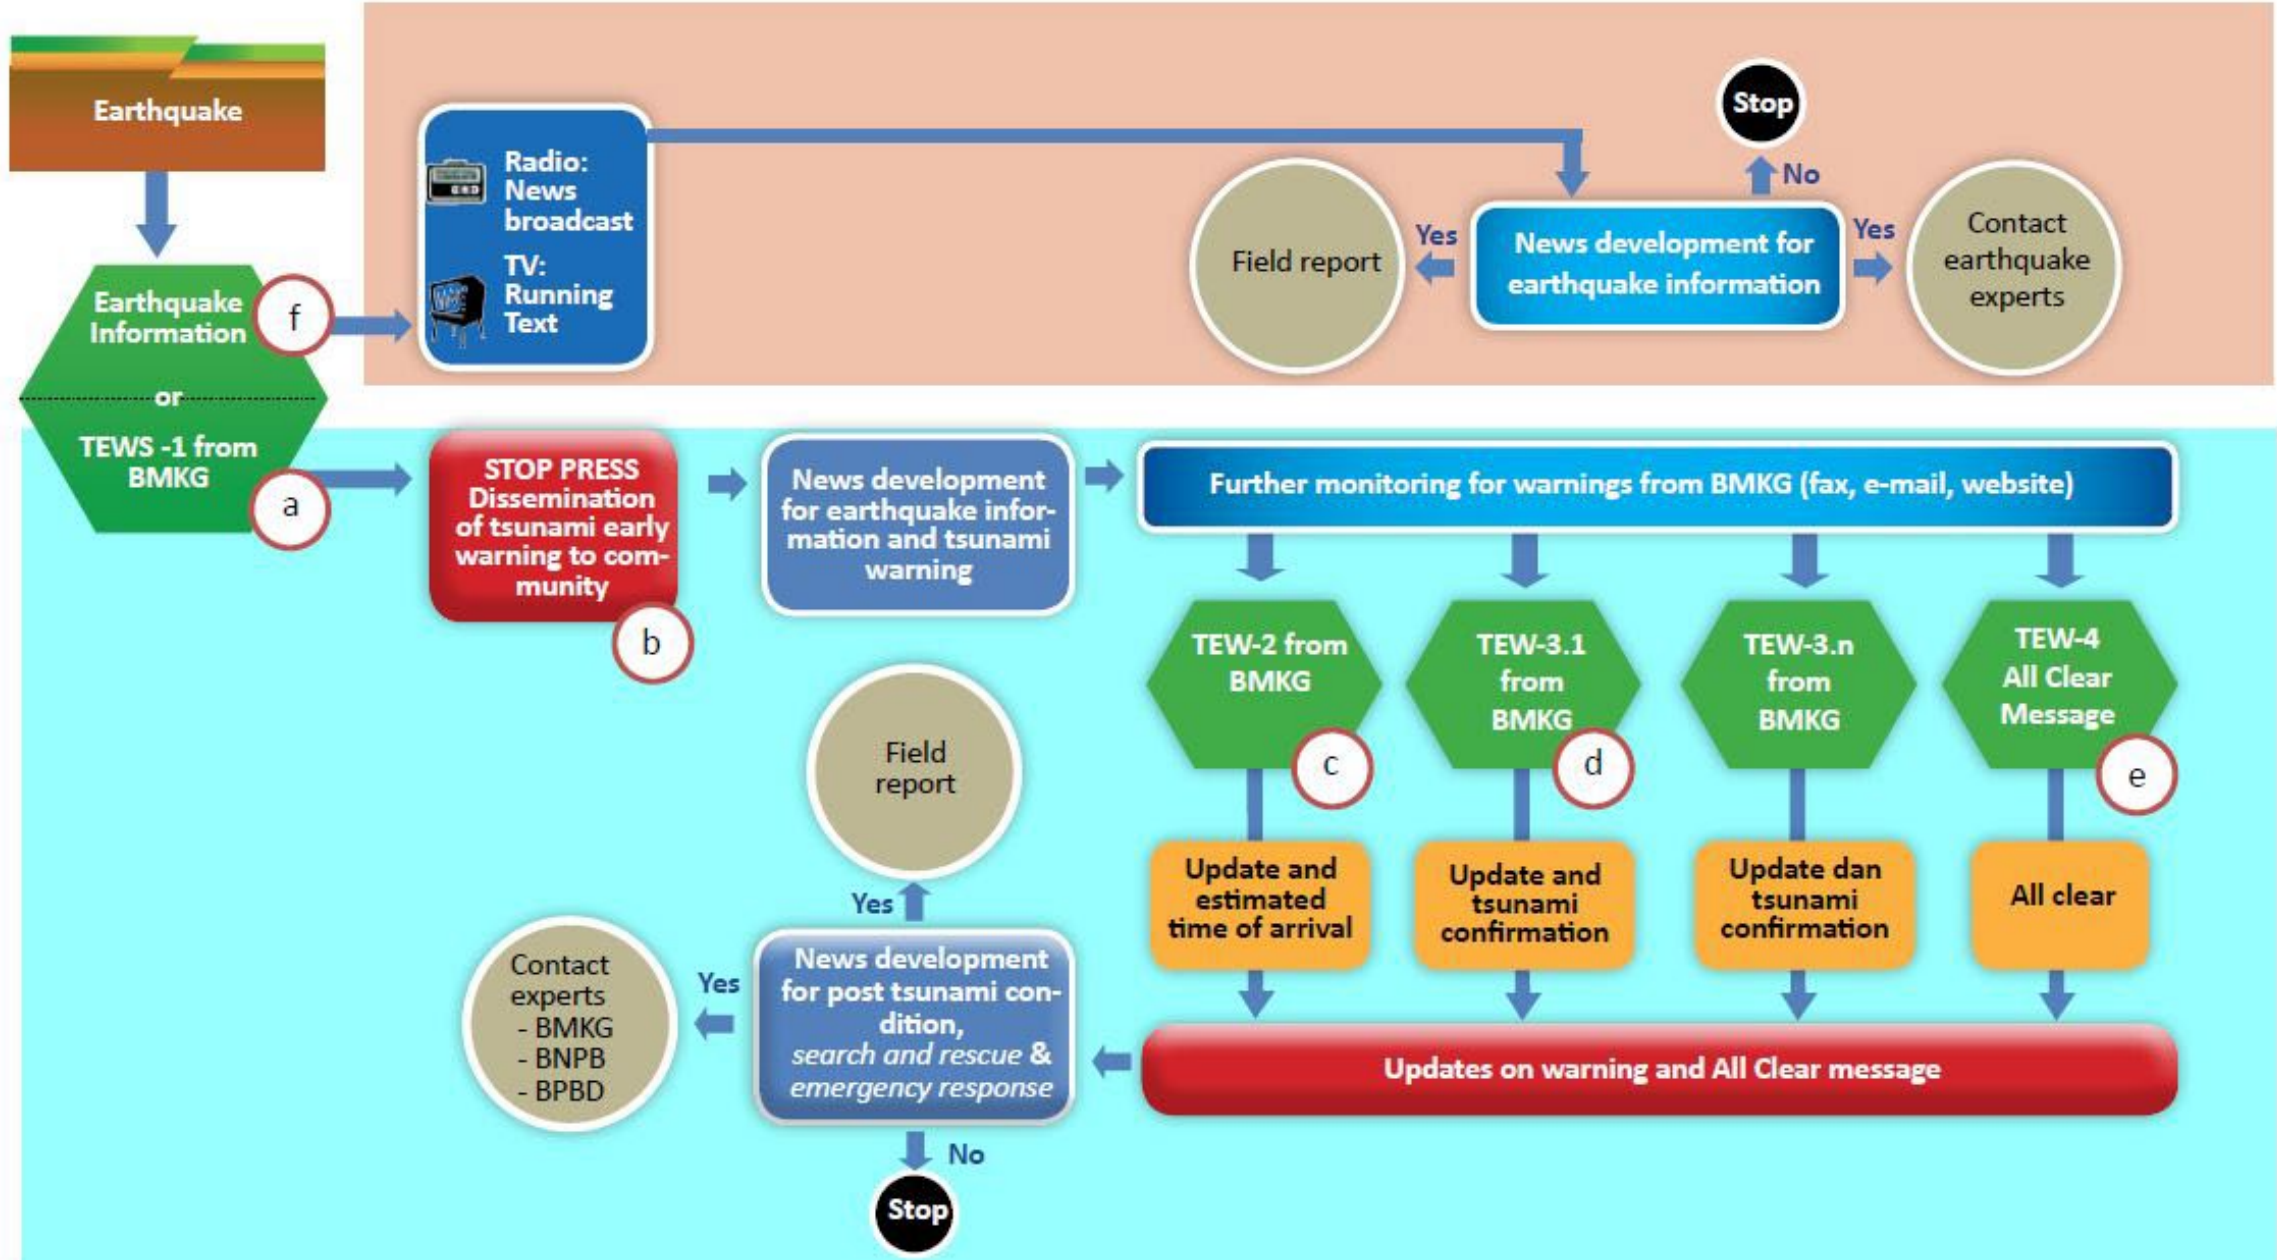 Earthquake
Earthquake
Information
f
or
TEWS -1 from
BMKG
a
Radio:
News
broadcast
TV:
Running
Text
Field report
Yes
News development for
earthquake information
Stop
No
Yes
Contact
earthquake
experts
STOP PRESS
Dissemination
of tsunami early
warning to com-
munity
b
News development
for earthquake infor-
mation and tsunami
warning
Further monitoring for warnings from BMKG (fax, e-mail, website)
TEW-2 from
BMKG
c
TEW-3.1
from
BMKG
d
TEW-3.n
from
BMKG
TEW-4
All Clear
Message
e
Update and
estimated
time of arrival
Update and
tsunami
confirmation
Update dan
tsunami
confirmation
All clear
Updates on warning and All Clear message
Field
report
Yes
News development
for post tsunami con-
dition,
search and rescue &
emergency response
Yes
Contact
experts
- BMKG
- BNPB
- BPBD
No
Stop